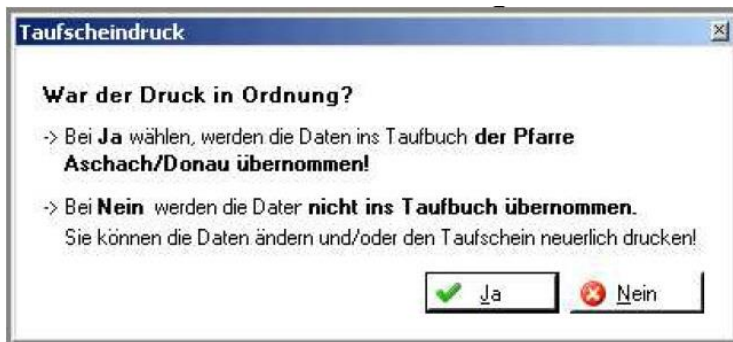 Taufscheindruck
War der Druck in Ordnung?
-> Bei Ja wählen, werden die Daten ins Taufbuch der Pfarre
Aschach/Donau übernommen!
-> Bei Nein werden die Dater nicht ins Taufbuch übernommen.
Sie können die Daten ändern und/oder den Taufschein neuerlich drucken!
Ja Nein